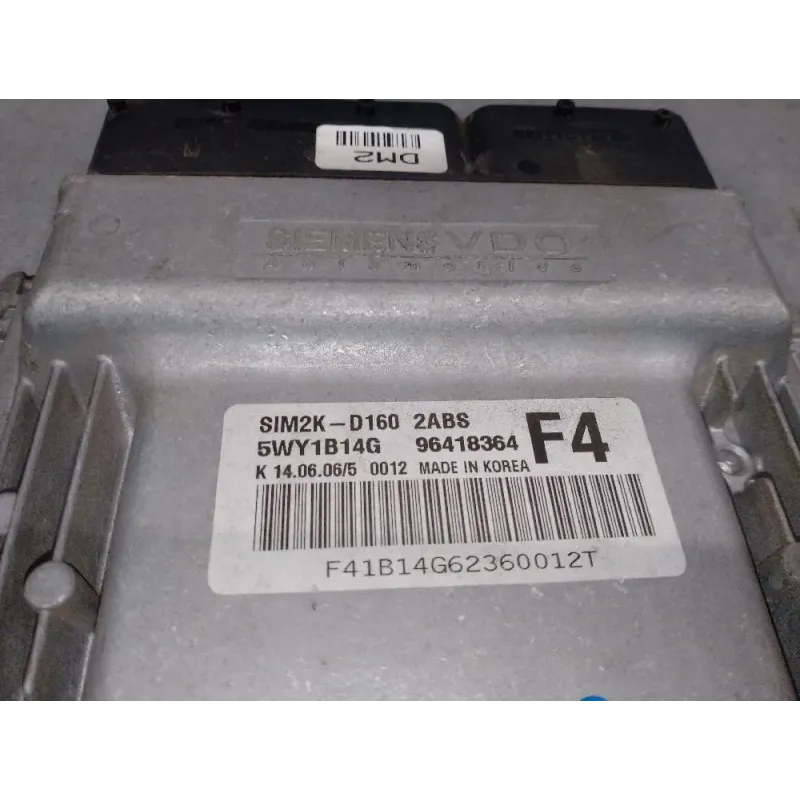 DM2
SIEMENS VDO
Automotive
SIM2K-D160 2ABS
5WY1B14G 96418364 F4
K 14.06.06/5 0012 MADE IN KOREA
F41B14G62360012T